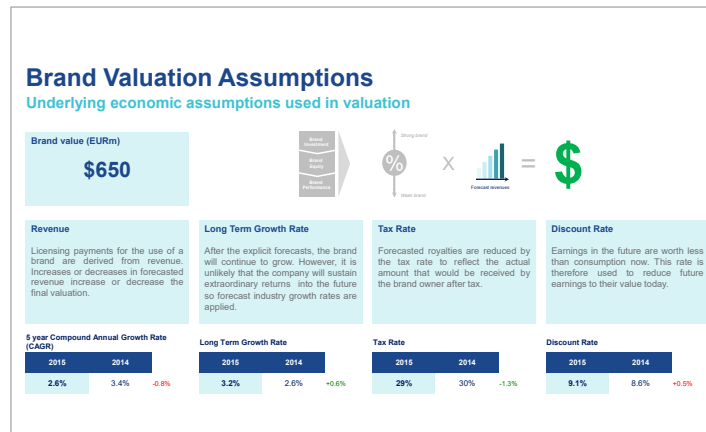 Brand Valuation Assumptions
Underlying economic assumptions used in valuation
Brand value (EURm)
$650
Brand
Investment
Brand
Equity
Brand
Performance
Strong brand
%
Weak brand
X
Forecast revenues
=
$
Revenue
Licensing payments for the use of a
brand are derived from revenue.
Increases or decreases in forecasted
revenue increase or decrease the
final valuation.
Long Term Growth Rate
After the explicit forecasts, the brand
will continue to grow. However, it is
unlikely that the company will sustain
extraordinary returns into the future
so forecast industry growth rates are
applied.
Tax Rate
Forecasted royalties are reduced by
the tax rate to reflect the actual
amount that would be received by
the brand owner after tax.
Discount Rate
Earnings in the future are worth less
than consumption now. This rate is
therefore used to reduce future
earnings to their value today.
5 year Compound Annual Growth Rate
(CAGR)
2015 2014
2.6% 3.4% -0.8%
Long Term Growth Rate
2015 2014
3.2% 2.6% +0.6%
Tax Rate
2015 2014
29% 30% -1.3%
Discount Rate
2015 2014
9.1% 8.6% +0.5%